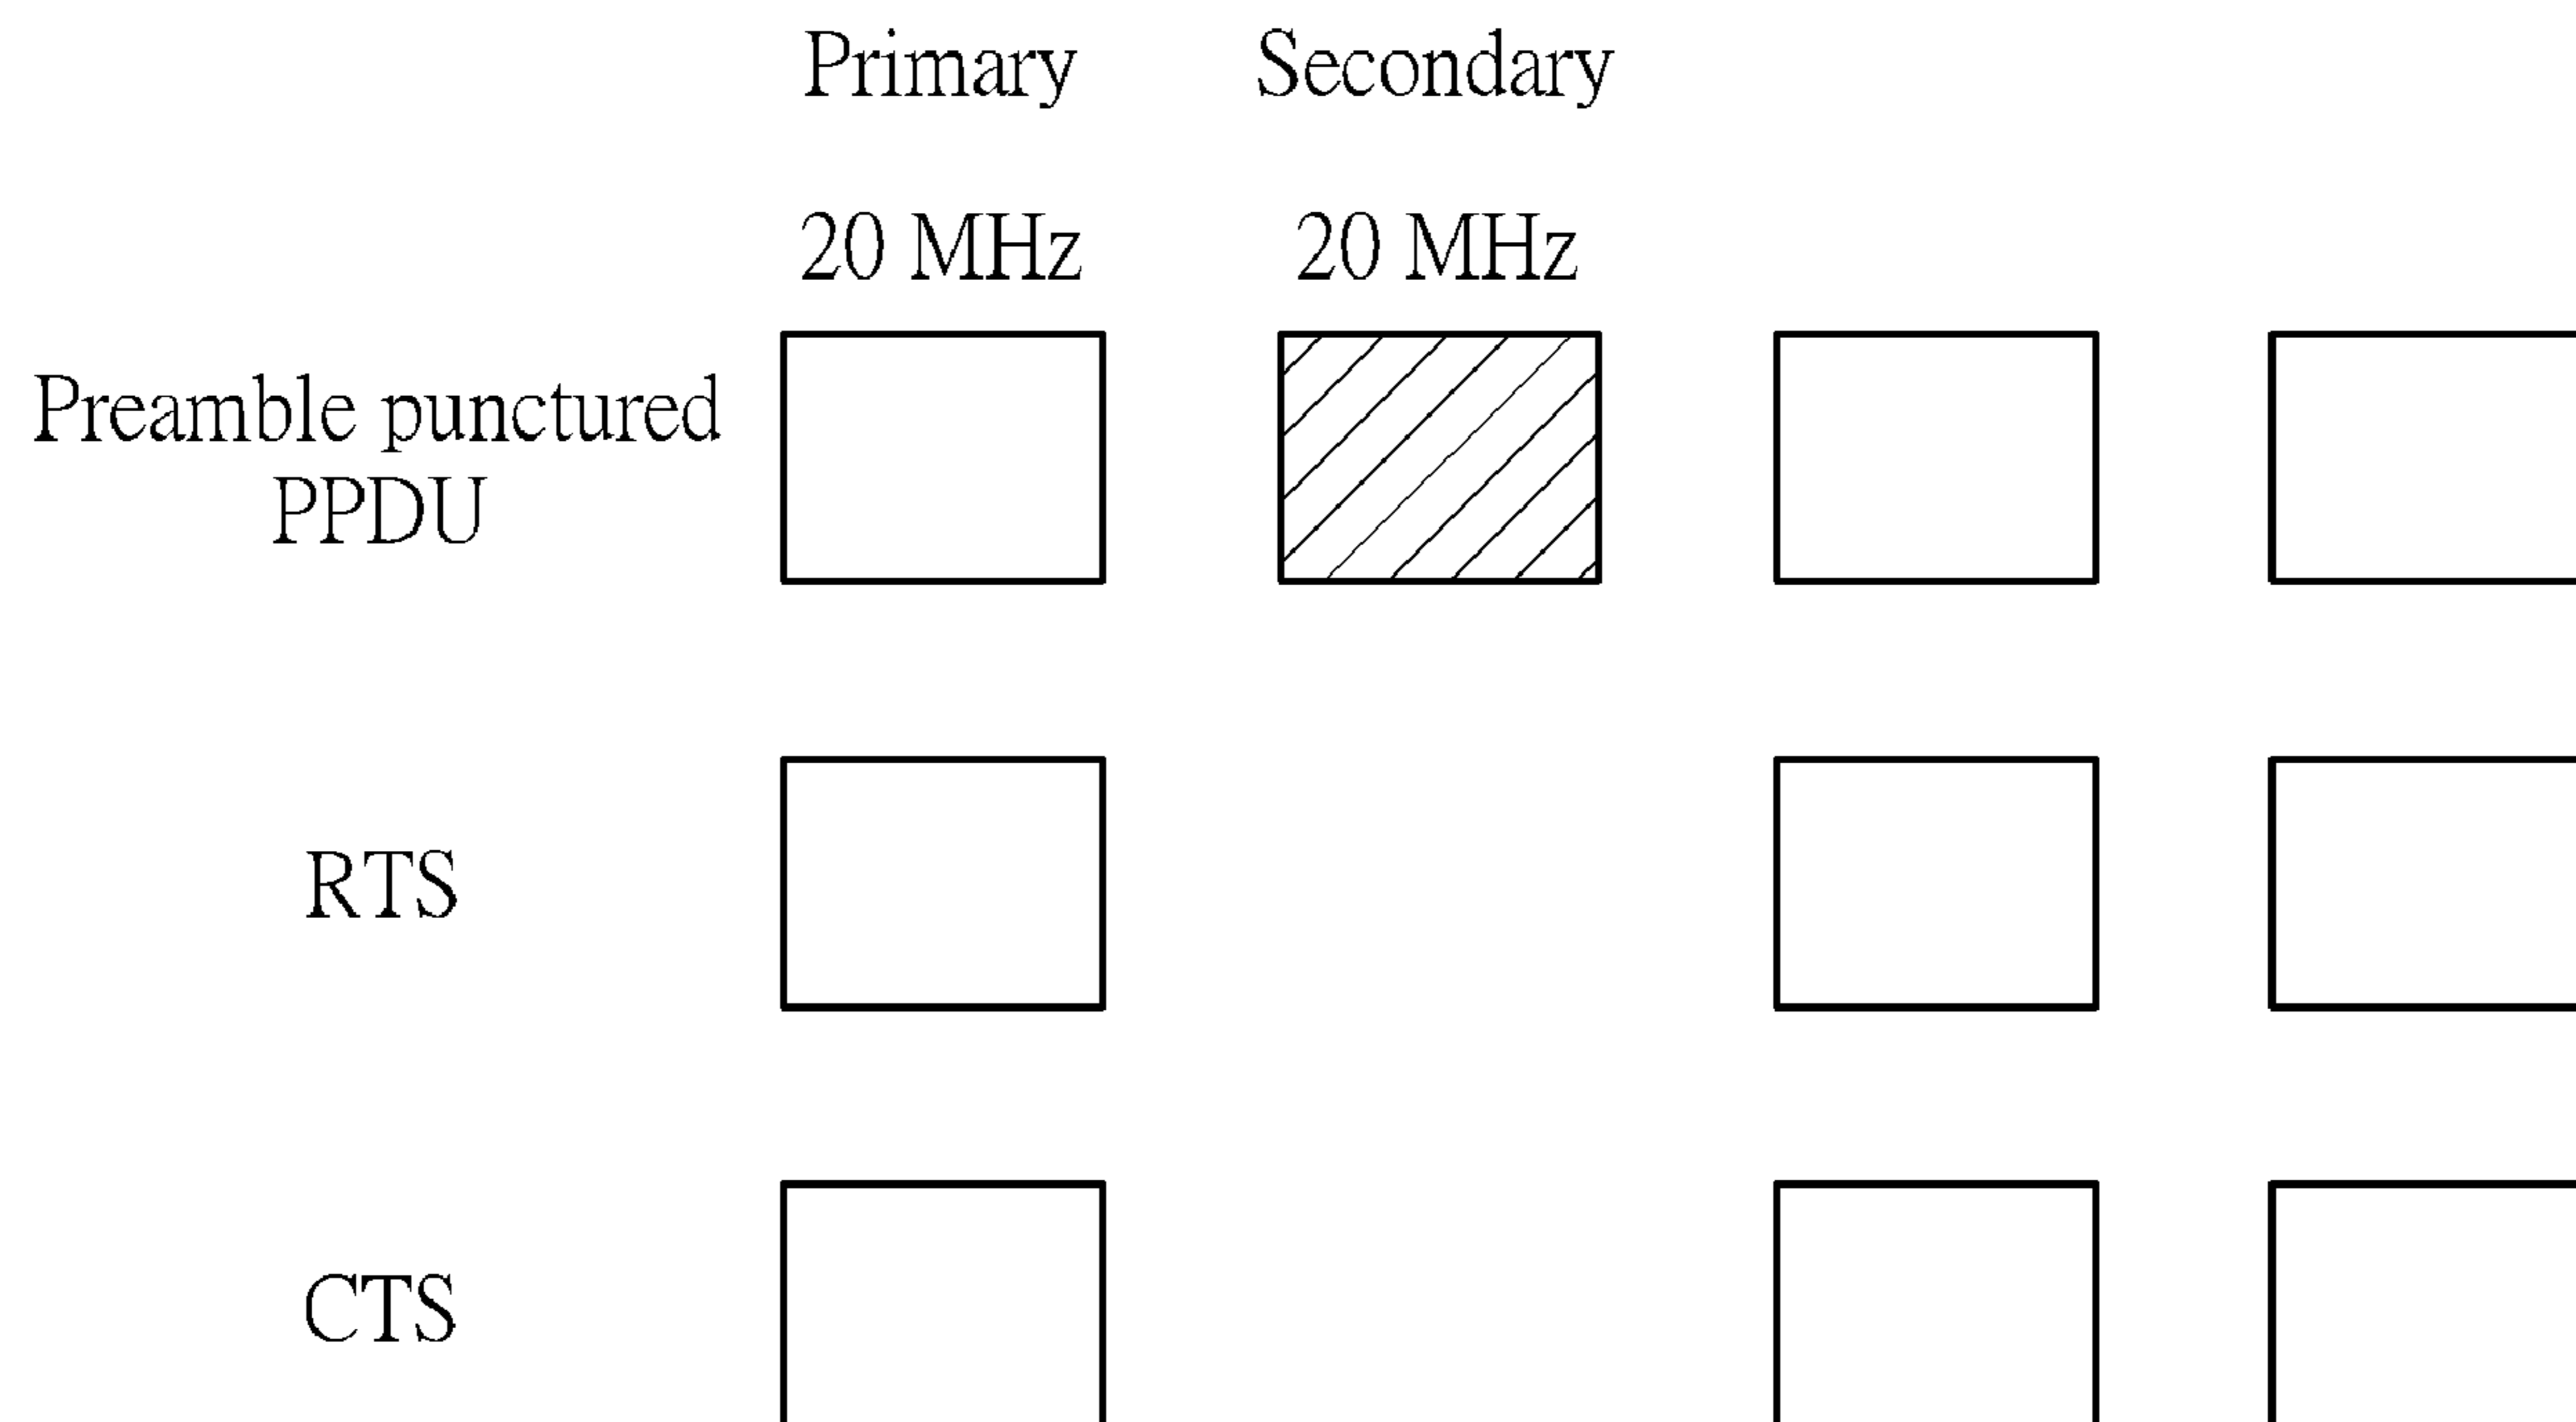 Primary Secondary
20 MHz 20 MHz
Preamble punctured
PPDU
RTS
CTS